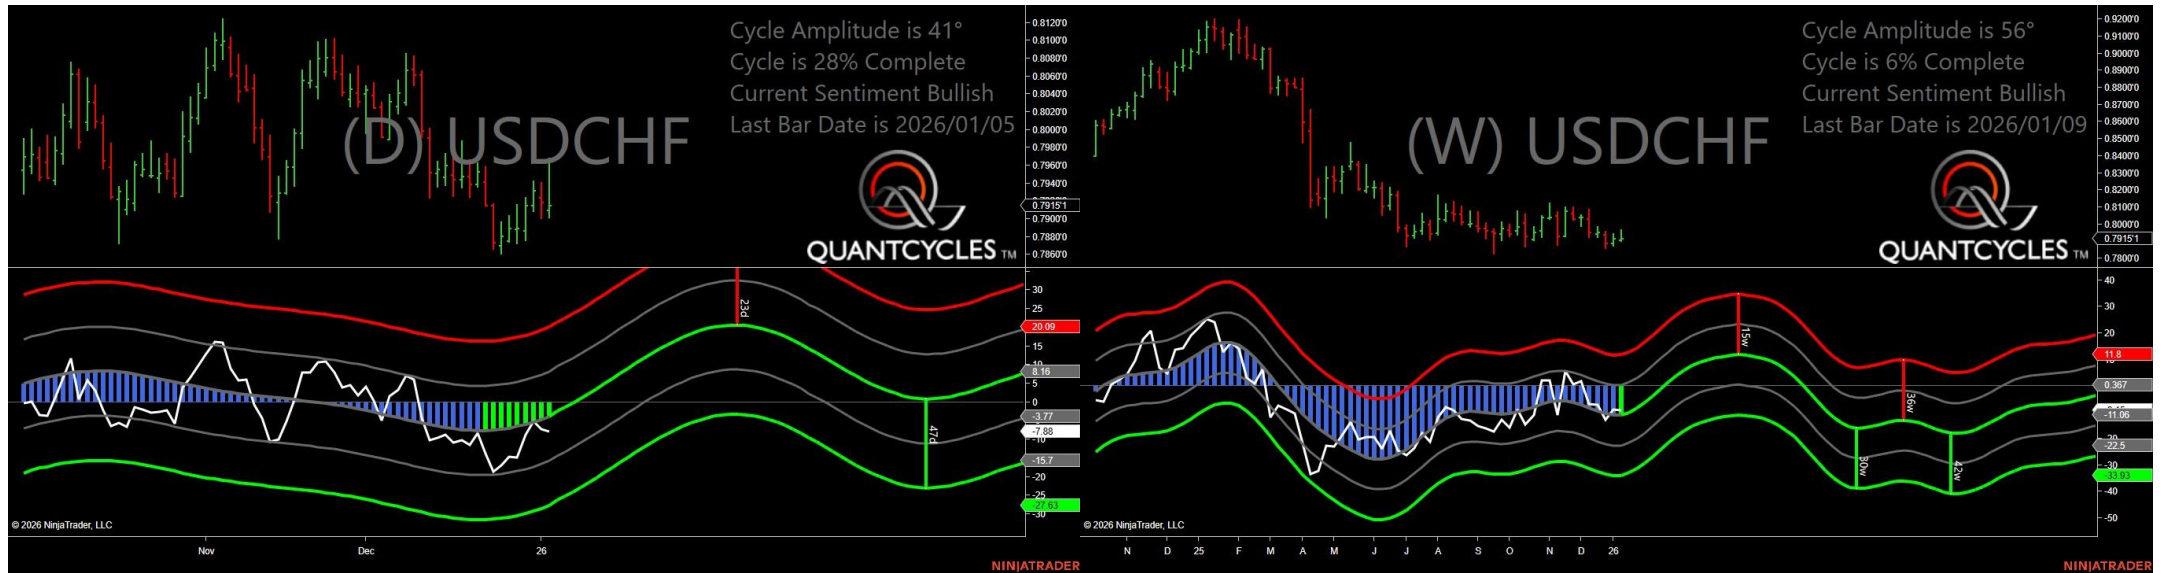 Cycle Amplitude is 41°
Cycle is 28% Complete
Current Sentiment Bullish
Last Bar Date is 2026/01/05
(D) USDCHF
QUANTCYCLES TM
0.8120'0
0.8100'0
0.8080'0
0.8060'0
0.8040'0
0.8020'0
0.8000'0
0.7980'0
0.7960'0
0.7940'0
0.7915'1
0.7900'0
0.7880'0
0.7860'0
23d
47d
30
25
20.09
15
8.16
5
0
-3.77
-7.88
-10
-15.7
-20
-25
-27.63
-30
© 2026 NinjaTrader, LLC
Nov Dec 26
NINJATRADER
Cycle Amplitude is 56°
Cycle is 6% Complete
Current Sentiment Bullish
Last Bar Date is 2026/01/09
(W) USDCHF
QUANTCYCLES TM
0.9200'0
0.9100'0
0.9000'0
0.8900'0
0.8800'0
0.8700'0
0.8600'0
0.8500'0
0.8400'0
0.8300'0
0.8200'0
0.8100'0
0.8000'0
0.7915'1
0.7800'0
15w
36w
30w
42w
40
30
20
11.8
0.367
-11.06
-22.5
-30
-33.93
-40
-50
© 2026 NinjaTrader, LLC
N D 25 F M A M J J A S O N D 26
NINJATRADER